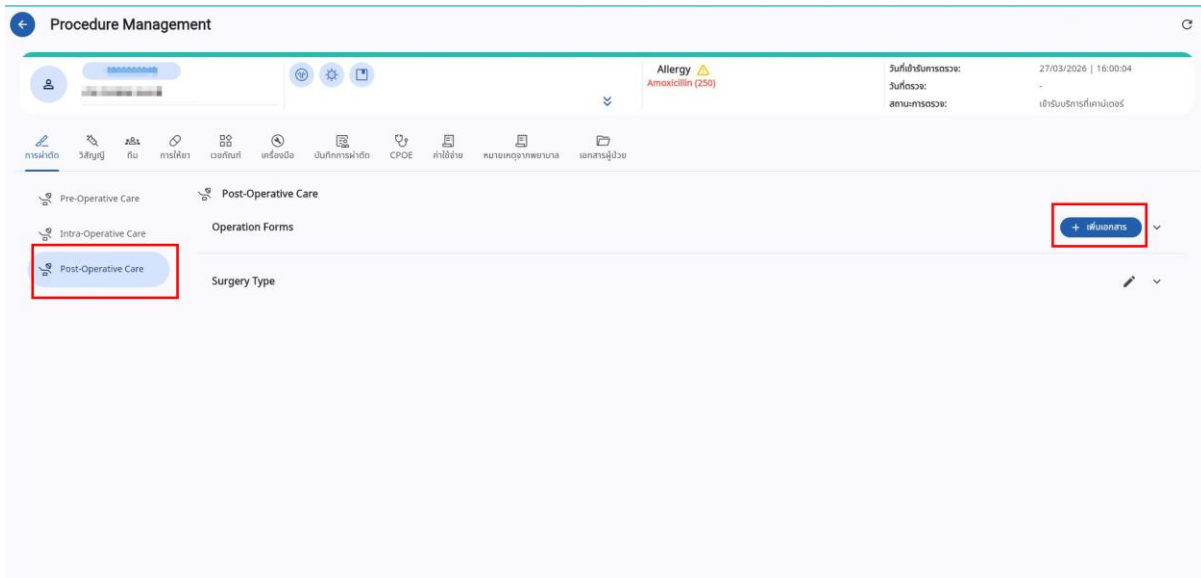 Procedure Management
Allergy
Amoxicillin (250)
วันที่เข้ารับการตรวจ: 27/03/2026 | 16:00:04
วันที่ตรวจ: -
สถานะการตรวจ: เข้ารับบริการที่เคาน์เตอร์
การผ่าตัด วิสัญญี ทีม การให้ยา เวชภัณฑ์ เครื่องมือ บันทึกการผ่าตัด CPOE ค่าใช้จ่าย หมายเหตุจากพยาบาล เอกสารผู้ป่วย
Pre-Operative Care
Intra-Operative Care
Post-Operative Care
Post-Operative Care
Operation Forms
+ เพิ่มเอกสาร
Surgery Type